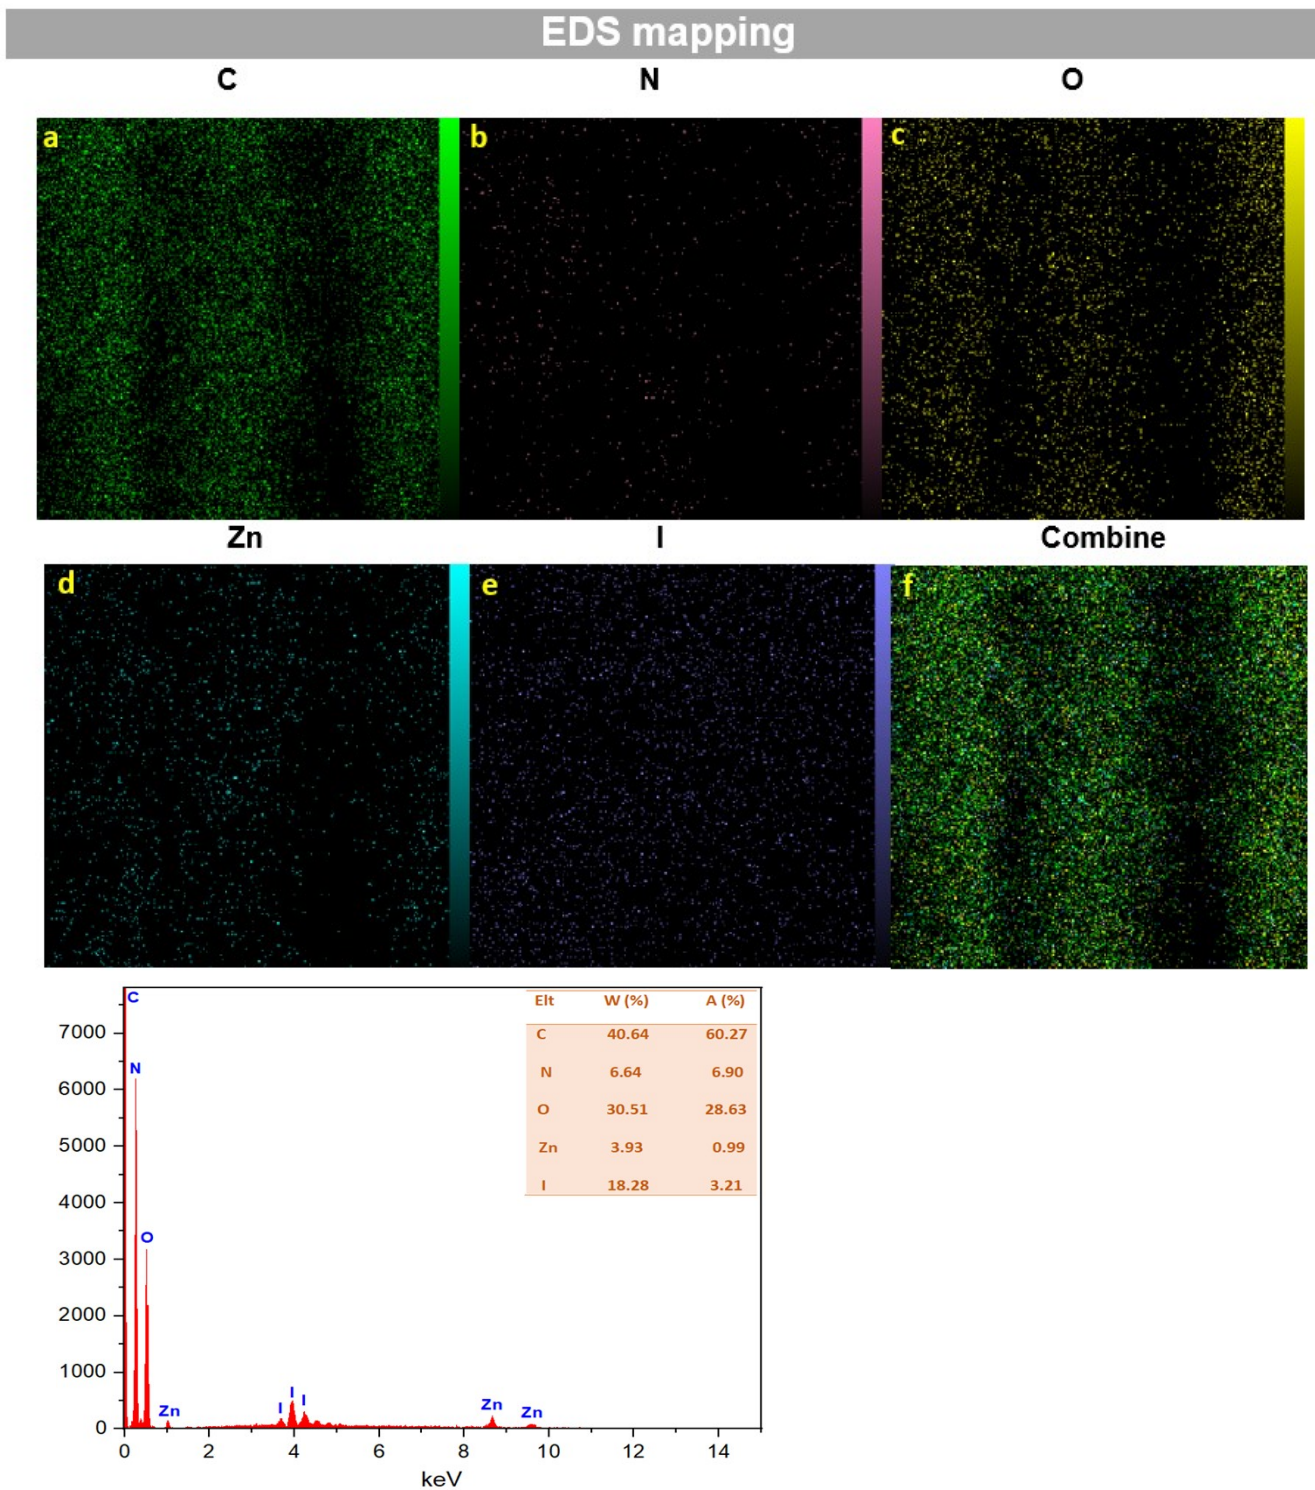 EDS mapping
C N O
a b c
Zn I Combine
d e f
Elt W (%) A (%)
C 40.64 60.27
N 6.64 6.90
O 30.51 28.63
Zn 3.93 0.99
I 18.28 3.21
C
7000
N
6000
5000
4000
O
3000
2000
1000
Zn I I I Zn Zn
0
0 2 4 6 8 10 12 14
keV